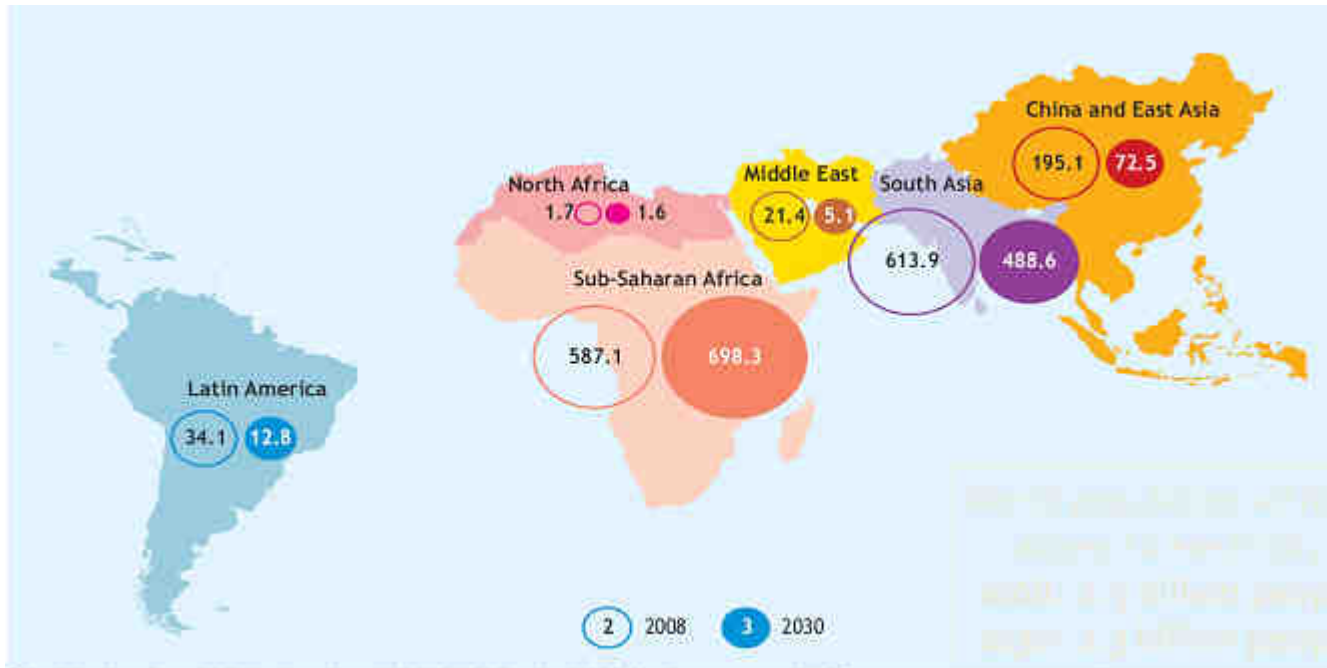 China and East Asia
195.1 72.5
North Africa
1.7 1.6
Middle East
21.4 5.1
South Asia
613.9 488.6
Sub-Saharan Africa
587.1 698.3
Latin America
34.1 12.8
2 2008 3 2030